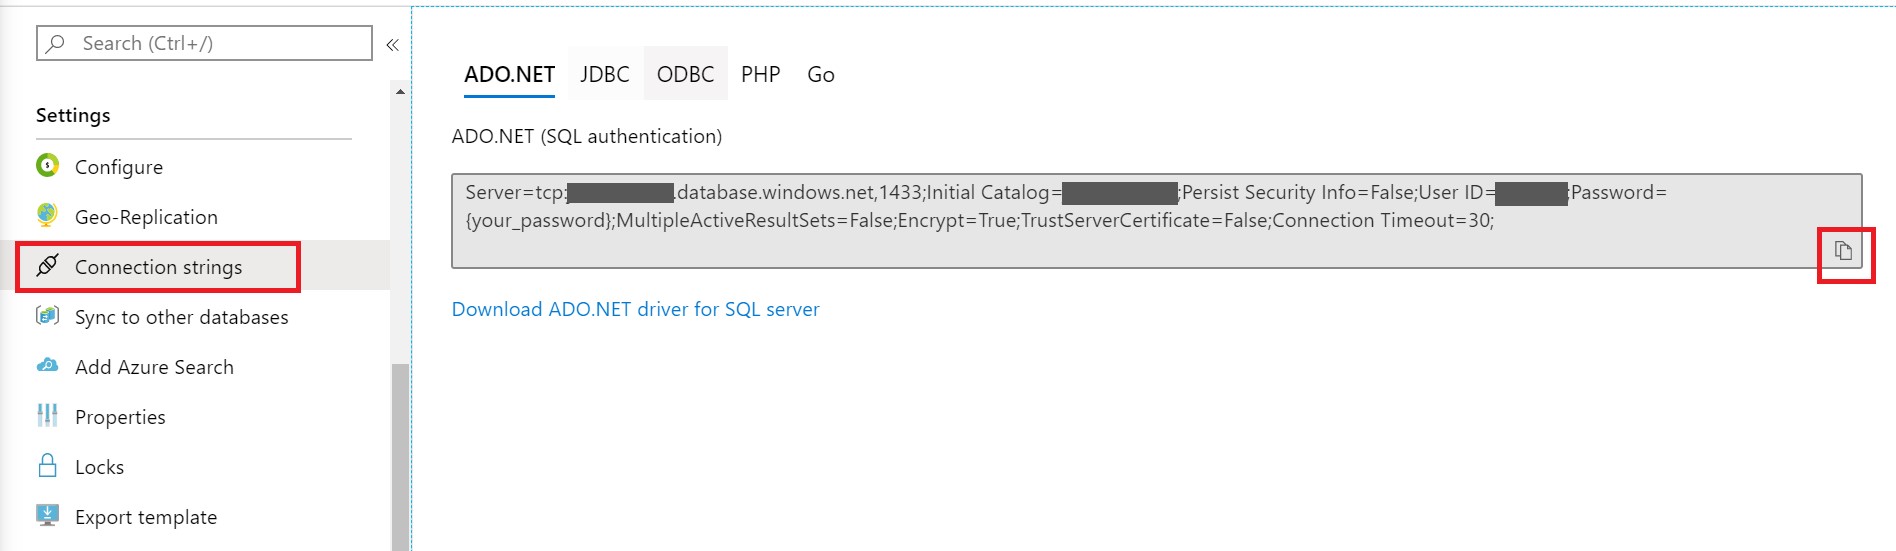 Search (Ctrl+/)
«
Settings
Configure
Geo-Replication
Connection strings
Sync to other databases
Add Azure Search
Properties
Locks
Export template
ADO.NET JDBC ODBC PHP Go
ADO.NET (SQL authentication)
Server=tcp: .database.windows.net,1433;Initial Catalog= ;Persist Security Info=False;User ID= ;Password=
{your_password};MultipleActiveResultSets=False;Encrypt=True;TrustServerCertificate=False;Connection Timeout=30;
Download ADO.NET driver for SQL server